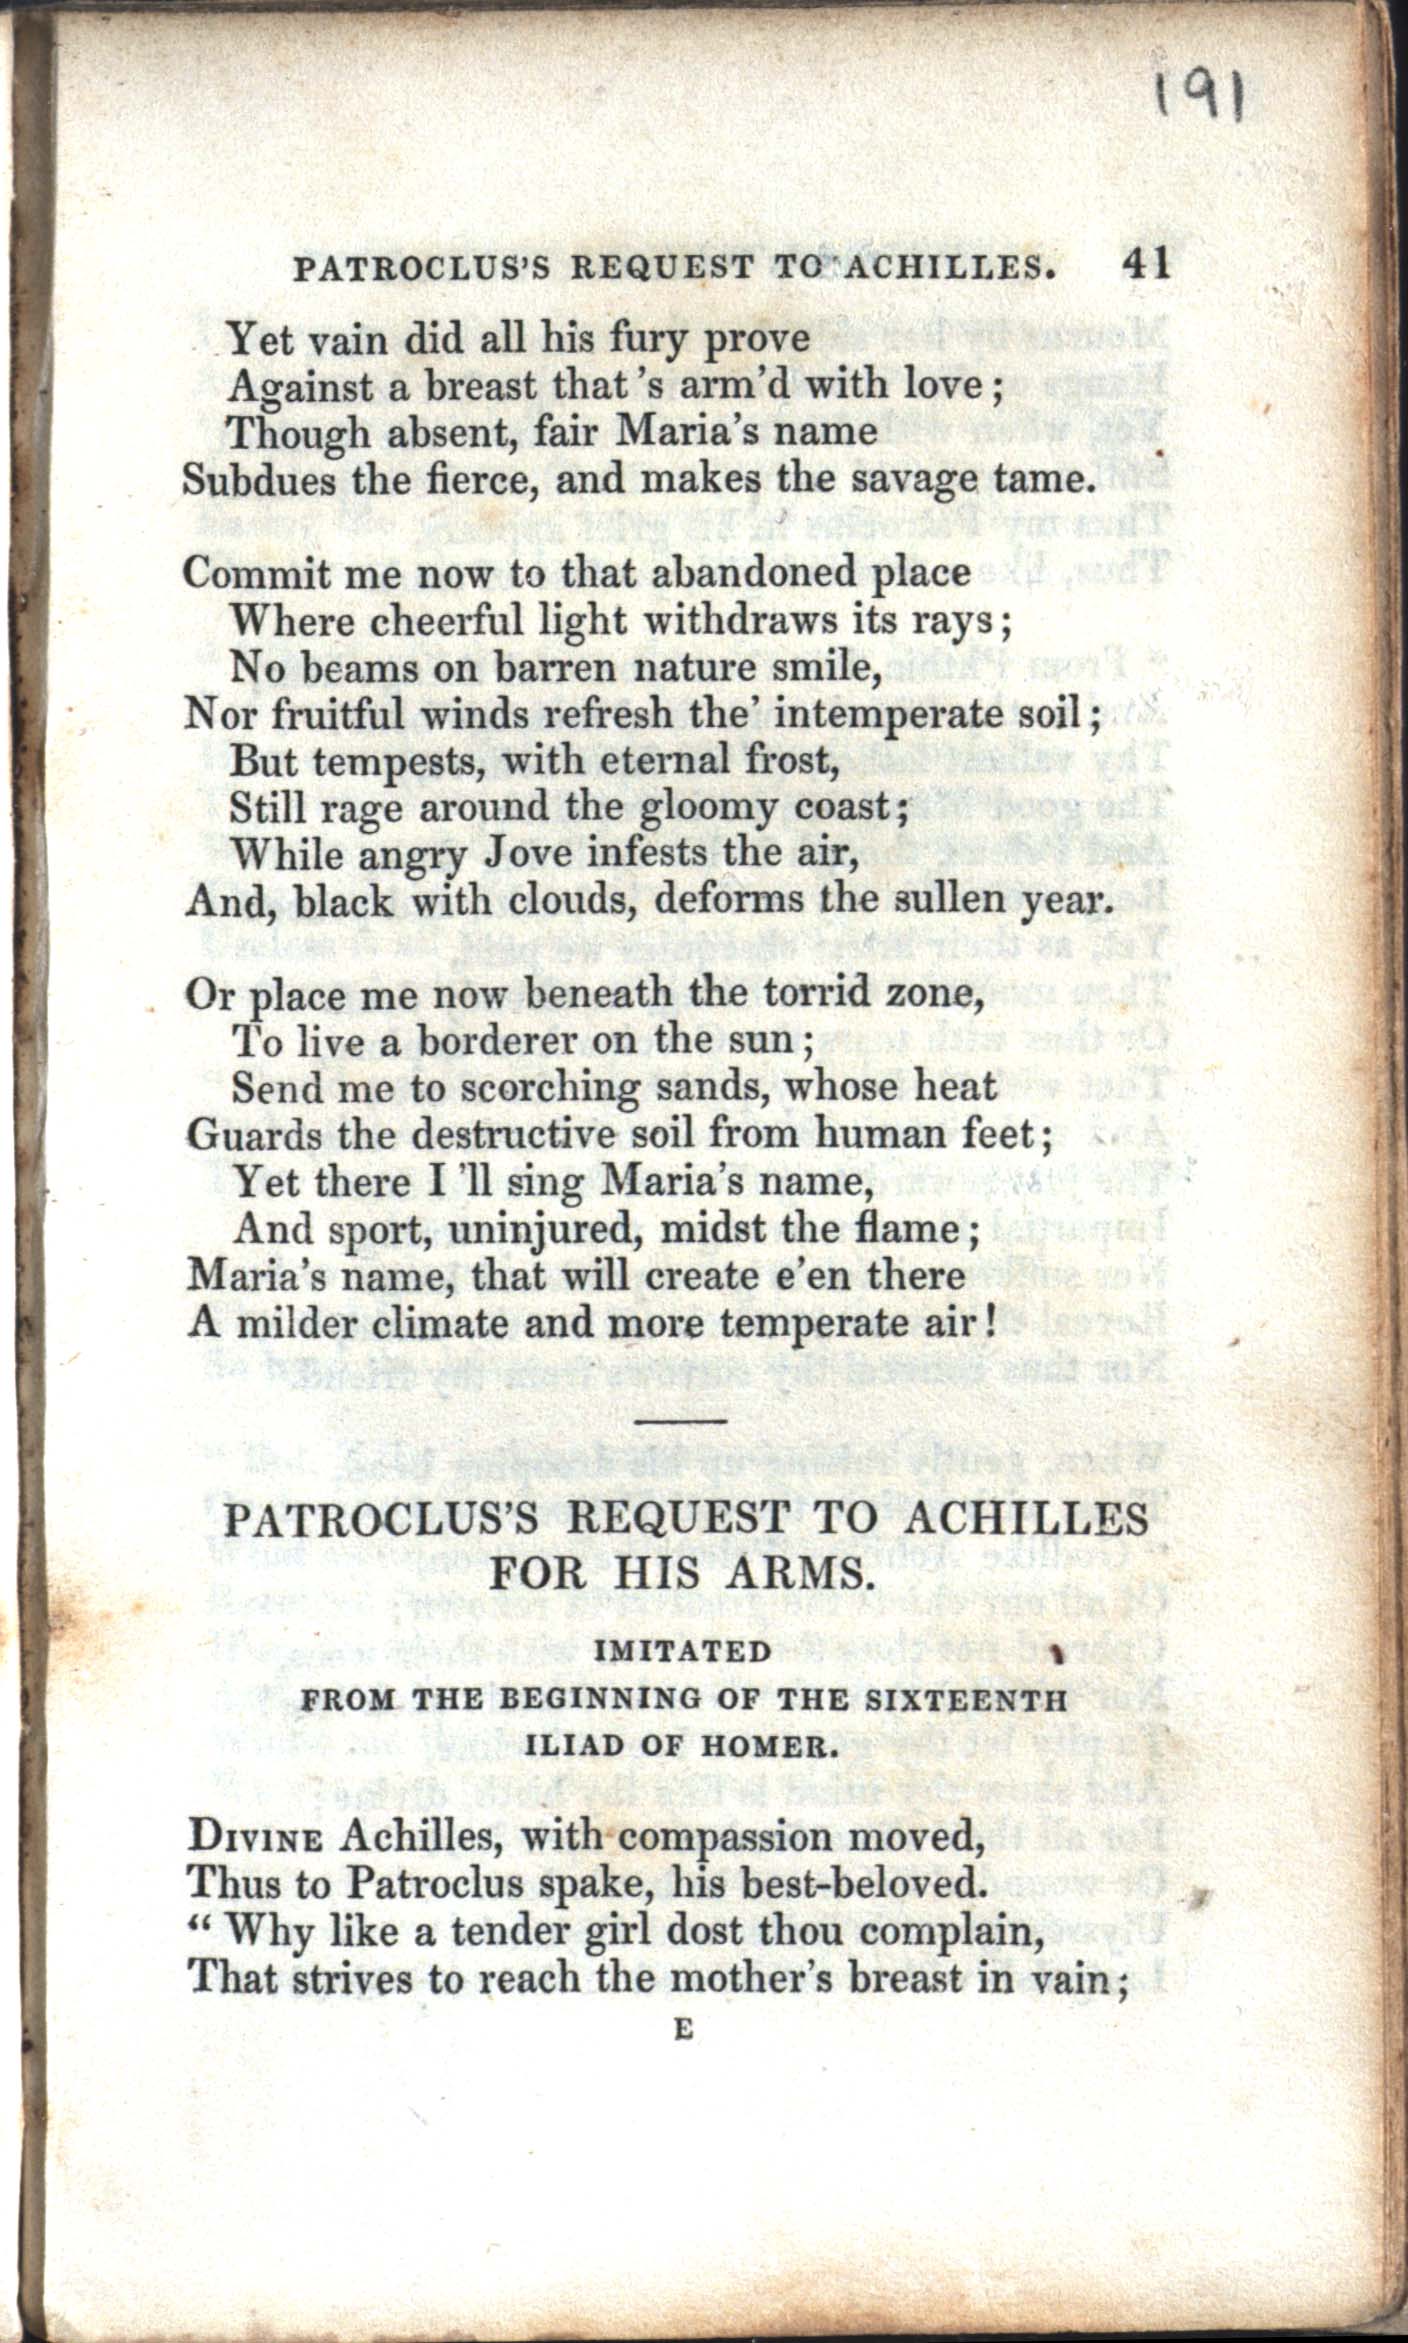 191
PATROCLUS'S REQUEST TO ACHILLES. 41
Yet vain did all his fury prove
Against a breast that 's arm'd with love;
Though absent, fair Maria's name
Subdues the fierce, and makes the savage tame.
Commit me now to that abandoned place
Where cheerful light withdraws its rays;
No beams on barren nature smile,
Nor fruitful winds refresh the' intemperate soil;
But tempests, with eternal frost,
Still rage around the gloomy coast;
While angry Jove infests the air,
And, black with clouds, deforms the sullen year.
Or place me now beneath the torrid zone,
To live a borderer on the sun;
Send me to scorching sands, whose heat
Guards the destructive soil from human feet;
Yet there I 'll sing Maria's name,
And sport, uninjured, midst the flame;
Maria's name, that will create e'en there
A milder climate and more temperate air!
PATROCLUS'S REQUEST TO ACHILLES
FOR HIS ARMS.
IMITATED
FROM THE BEGINNING OF THE SIXTEENTH
ILIAD OF HOMER.
DIVINE Achilles, with compassion moved,
Thus to Patroclus spake, his best-beloved.
“ Why like a tender girl dost thou complain,
That strives to reach the mother's breast in vain;
E